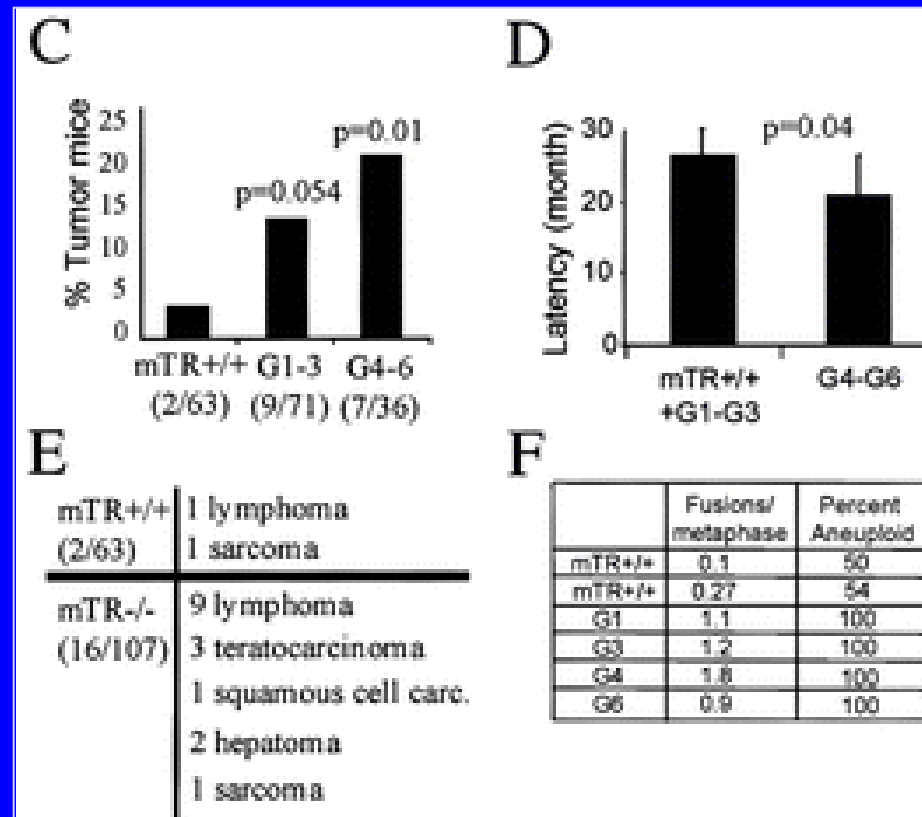 C
25
20
15
10
5
0
% Tumor mice
p=0.054
p=0.01
mTR+/+ G1-3 G4-6
(2/63) (9/71) (7/36)
D
30
20
10
0
Latency (month)
p=0.04
mTR+/+ G4-G6
+G1-G3
E
mTR+/+ 1 lymphoma
(2/63) 1 sarcoma
mTR-/- 9 lymphoma
(16/107) 3 teratocarcinoma
1 squamous cell carc.
2 hepatoma
1 sarcoma
F
Fusions/ Percent
metaphase Aneuploid
mTR+/+ 0.1 50
mTR+/+ 0.27 54
G1 1.1 100
G3 1.2 100
G4 1.8 100
G6 0.9 100